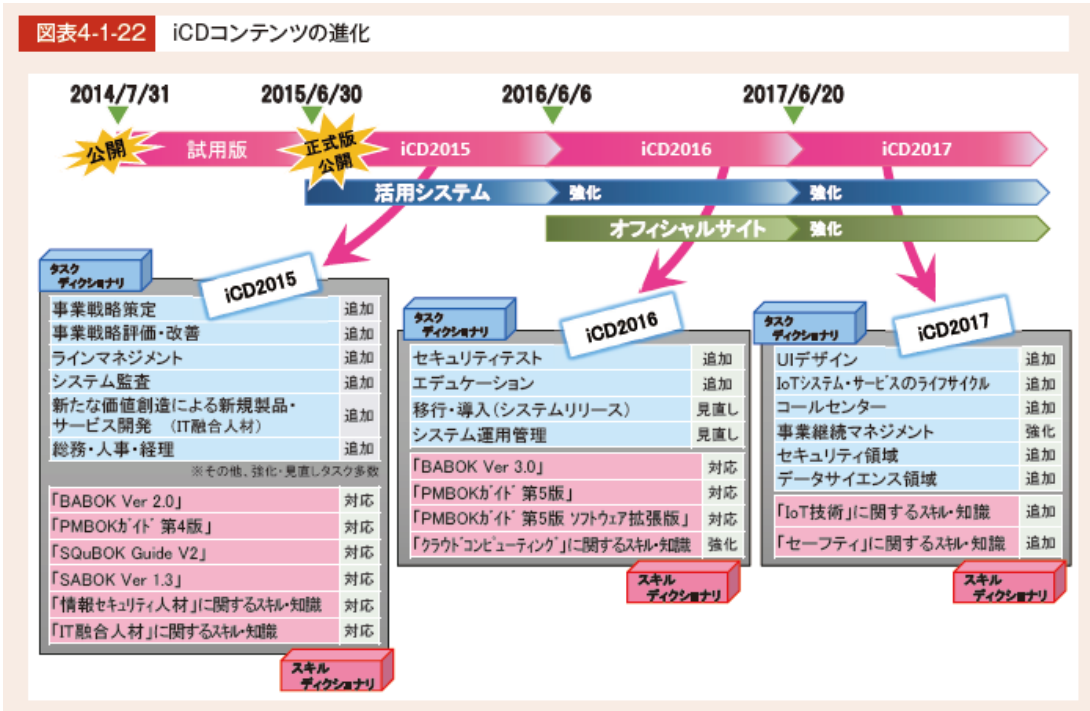 図表4-1-22 iCDコンテンツの進化
2014/7/31 2015/6/30 2016/6/6 2017/6/20
公開 試用版 正式版 公開 iCD2015 iCD2016 iCD2017
活用システム 強化 強化
オフィシャルサイト 強化
タスク
ディクショナリ
iCD2015
事業戦略策定 追加
事業戦略評価・改善 追加
ラインマネジメント 追加
システム監査 追加
新たな価値創造による新規製品・
サービス開発 (IT融合人材) 追加
総務・人事・経理 追加
※その他、強化・見直しタスク多数
「BABOK Ver 2.0」 対応
「PMBOKガイド 第4版」 対応
「SQuBOK Guide V2」 対応
「SABOK Ver 1.3」 対応
「情報セキュリティ人材」に関するスキル・知識 対応
「IT融合人材」に関するスキル・知識 対応
スキル
ディクショナリ
タスク
ディクショナリ
iCD2016
セキュリティテスト 追加
エデュケーション 追加
移行・導入(システムリリース) 見直し
システム運用管理 見直し
「BABOK Ver 3.0」 対応
「PMBOKガイド 第5版」 対応
「PMBOKガイド 第5版 ソフトウェア拡張版」 対応
「クラウドコンピューティング」に関するスキル・知識 強化
スキル
ディクショナリ
タスク
ディクショナリ
iCD2017
UIデザイン 追加
IoTシステム・サービスのライフサイクル 追加
コールセンター 追加
事業継続マネジメント 強化
セキュリティ領域 追加
データサイエンス領域 追加
「IoT技術」に関するスキル・知識 追加
「セーフティ」に関するスキル・知識 追加
スキル
ディクショナリ